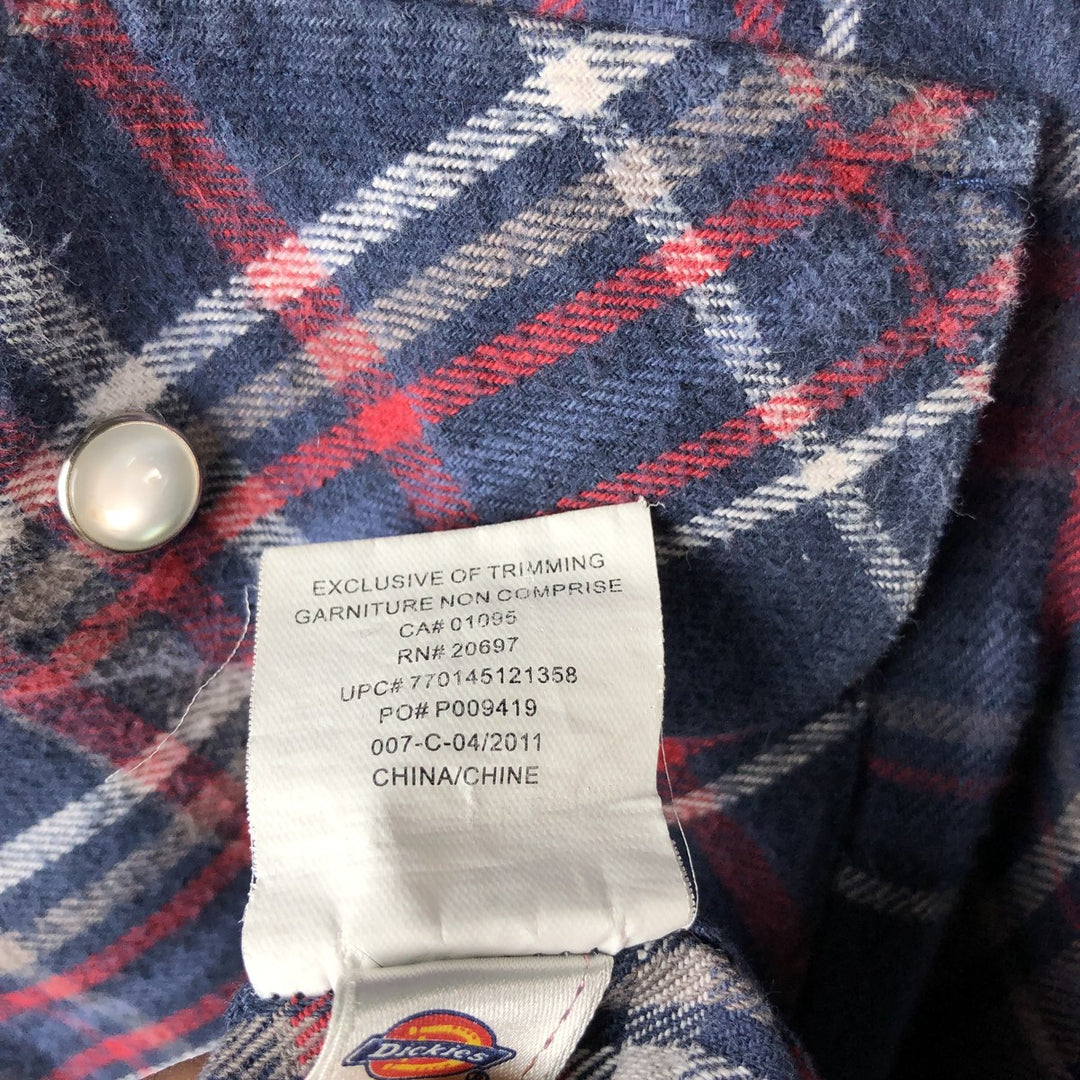 EXCLUSIVE OF TRIMMING
GARNITURE NON COMPRISE
CA# 01095
RN# 20697
UPC# 770145121358
PO# P009419
007-C-04/2011
CHINA/CHINE
Dickies
®